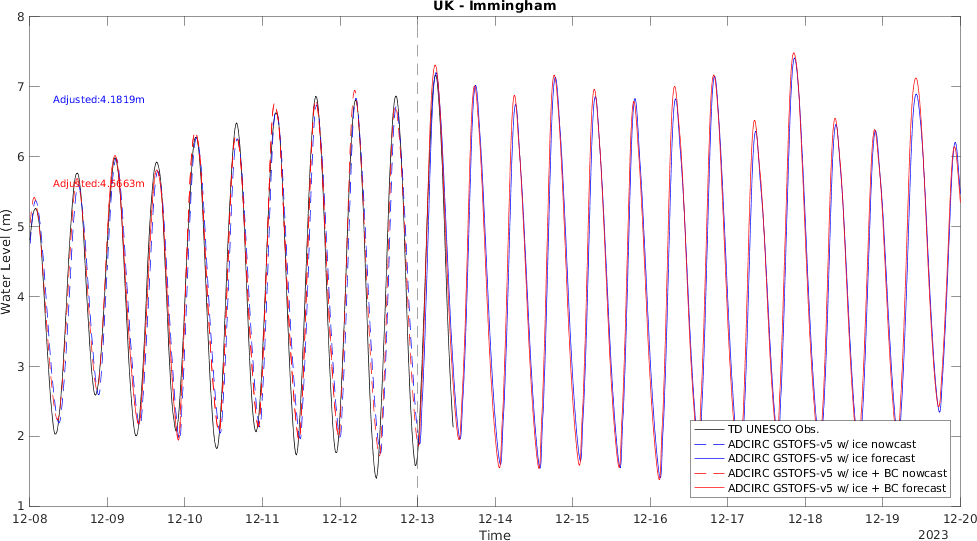 UK - Immingham
8
7
6
5
4
3
2
1
Adjusted:4.1819m
Adjusted:4.5663m
Water Level (m)
TD UNESCO Obs.
ADCIRC GSTOFS-v5 w/ ice nowcast
ADCIRC GSTOFS-v5 w/ ice forecast
ADCIRC GSTOFS-v5 w/ ice + BC nowcast
ADCIRC GSTOFS-v5 w/ ice + BC forecast
12-08 12-09 12-10 12-11 12-12 12-13 12-14 12-15 12-16 12-17 12-18 12-19 12-20
Time
2023